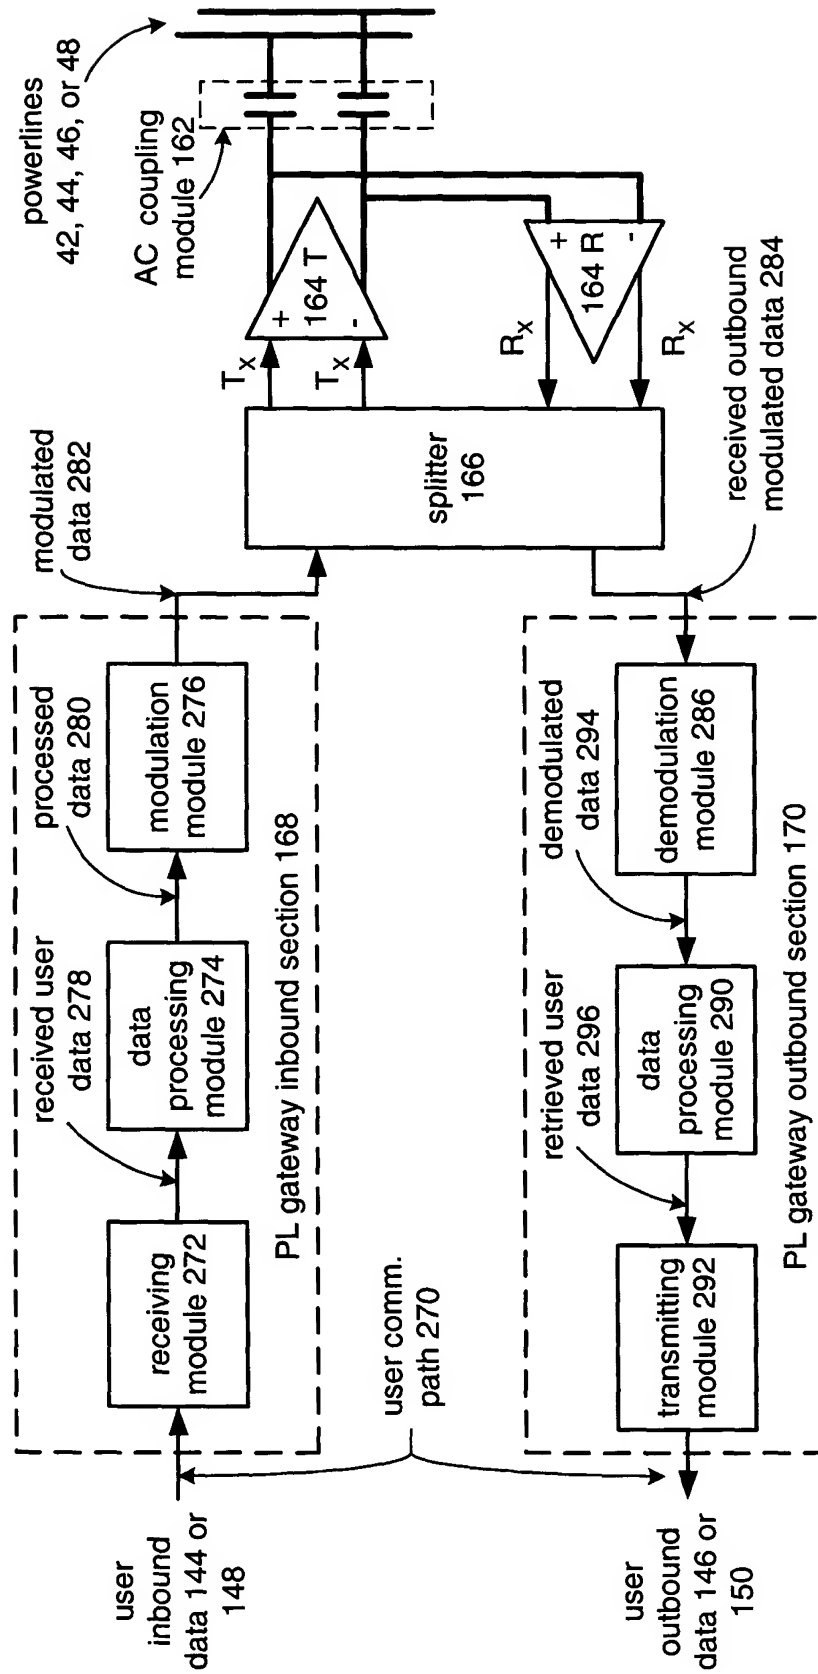 user
inbound
data 144 or
148
receiving
module 272
received user
data 278
data
processing
module 274
processed
data 280
modulation
module 276
modulated
data 282
PL gateway inbound section 168
user comm.
path 270
splitter
166
Tx
Tx
+
164 T
-
AC coupling
module 162
powerlines
42, 44, 46, or 48
Rx
Rx
+
164 R
-
received outbound
modulated data 284
demodulation
module 286
demodulated
data 294
data
processing
module 290
retrieved user
data 296
transmitting
module 292
user
outbound
data 146 or
150
PL gateway outbound section 170